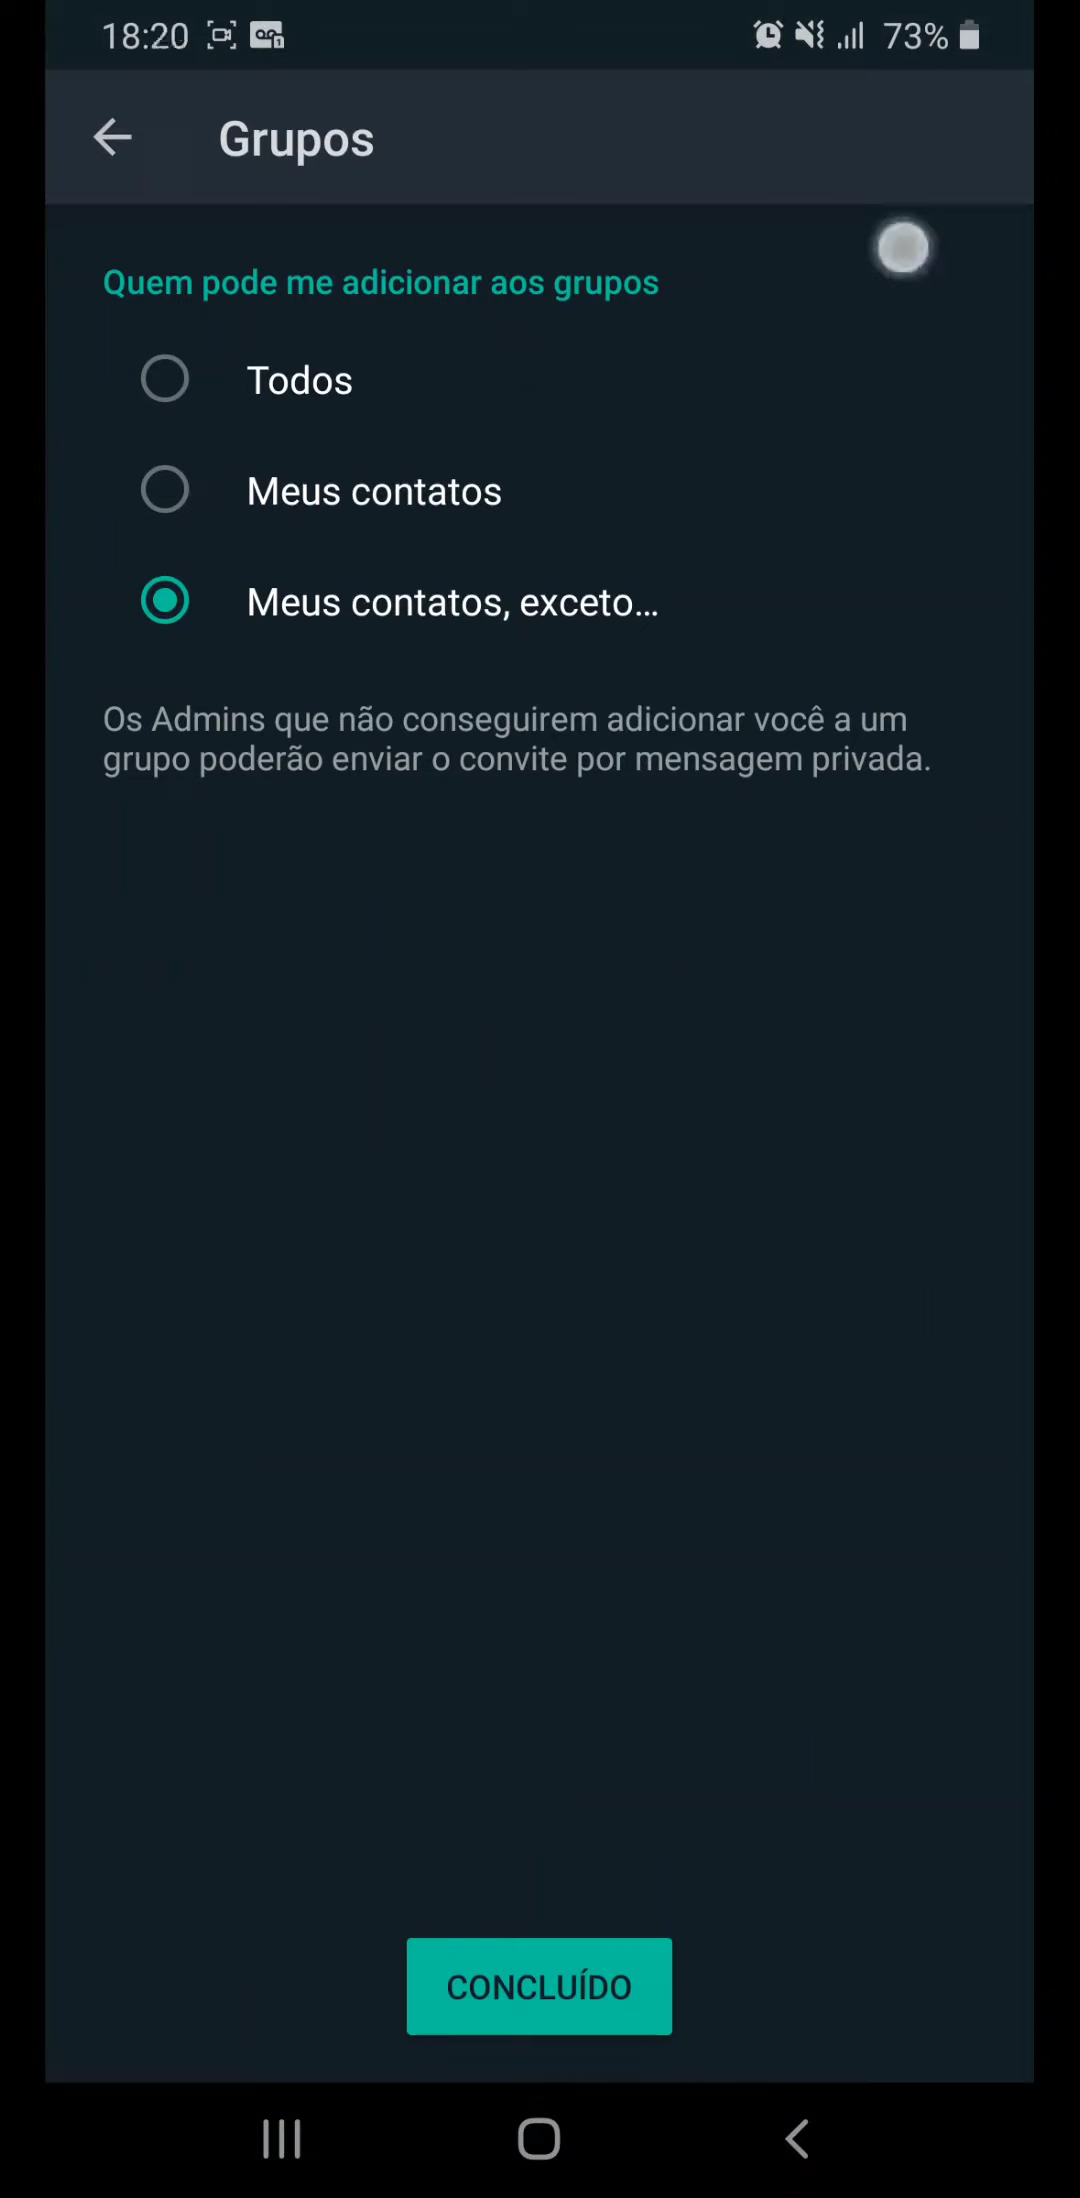 18:20
73%
Grupos
Quem pode me adicionar aos grupos
Todos
Meus contatos
Meus contatos, exceto...
Os Admins que não conseguirem adicionar você a um
grupo poderão enviar o convite por mensagem privada.
CONCLUÍDO